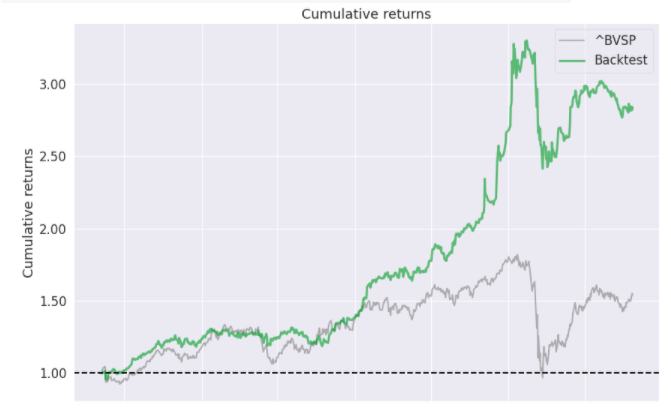 Cumulative returns
^BVSP
Backtest
3.00
2.50
2.00
1.50
1.00
Cumulative returns